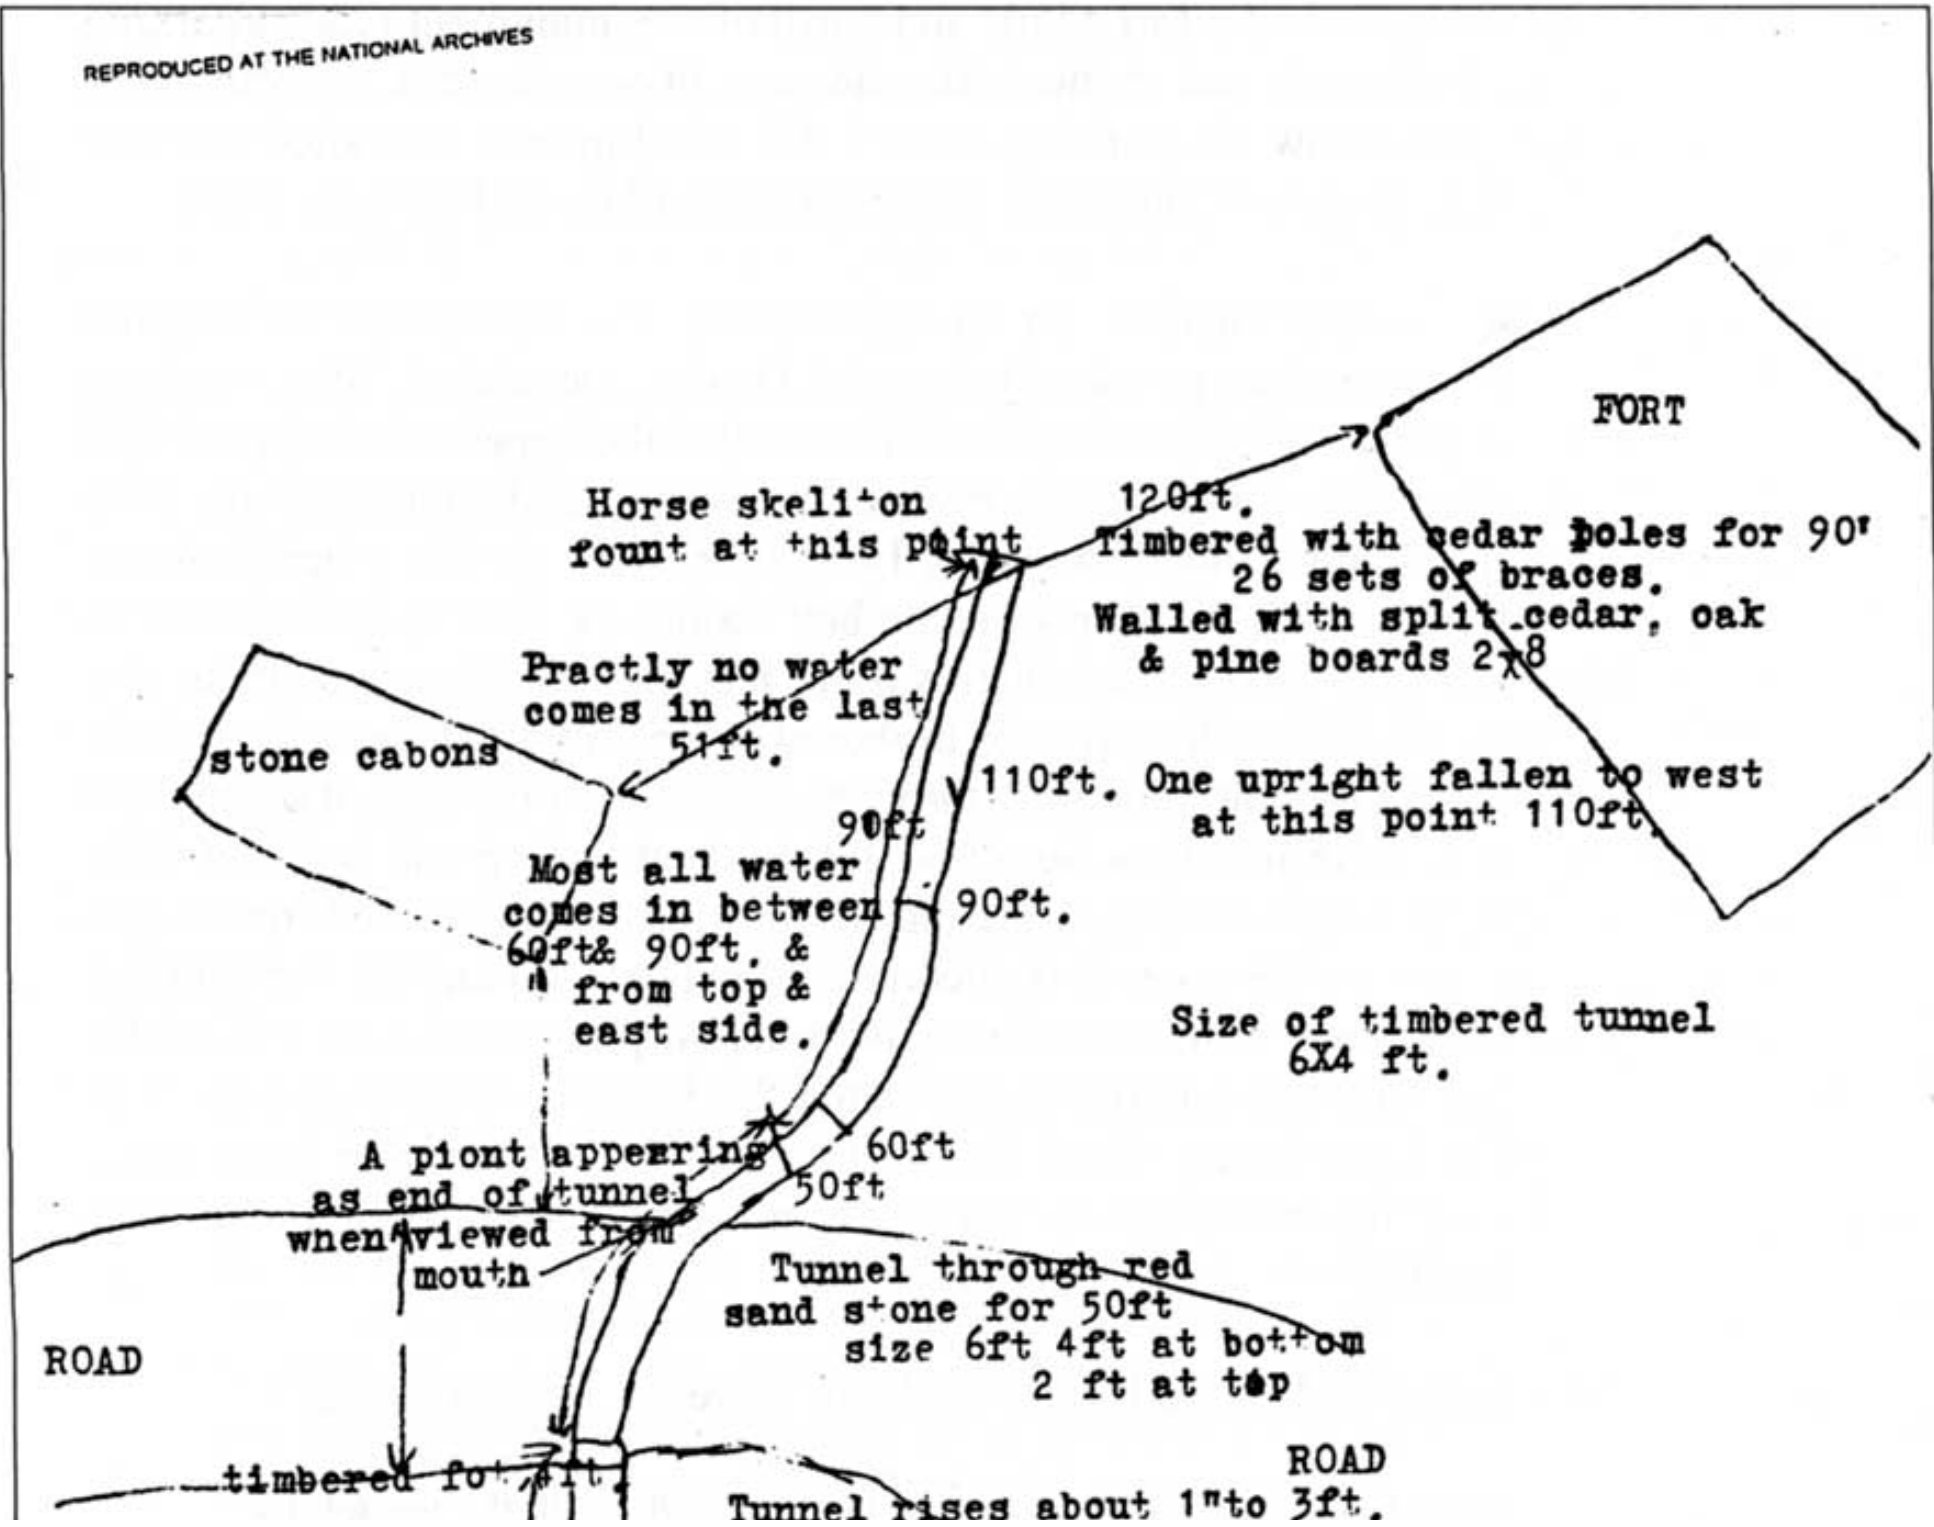 REPRODUCED AT THE NATIONAL ARCHIVES
FORT
120ft.
Horse skeliton
fount at this point
Timbered with cedar poles for 90'
26 sets of braces.
Walled with split cedar, oak
& pine boards 2x8
Practly no water
comes in the last
51ft.
stone cabons
110ft. One upright fallen to west
at this point 110ft.
90ft
Most all water
comes in between
60ft& 90ft. &
from top &
east side.
90ft.
Size of timbered tunnel
6X4 ft.
A piont appearing
as end of tunnel
when viewed from
mouth
60ft
50ft
Tunnel through red
sand stone for 50ft
size 6ft 4ft at bottom
2 ft at top
ROAD
ROAD
timbered
Tunnel rises about 1"to 3ft.